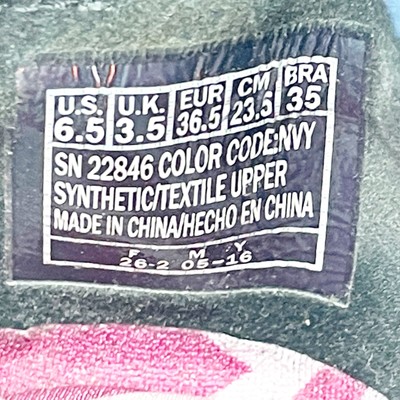 U.S. U.K. EUR CM BRA
6.5 3.5 36.5 23.5 35
SN 22846 COLOR CODE:NVY
SYNTHETIC/TEXTILE UPPER
MADE IN CHINA/HECHO EN CHINA
F M Y
26-2 05-16